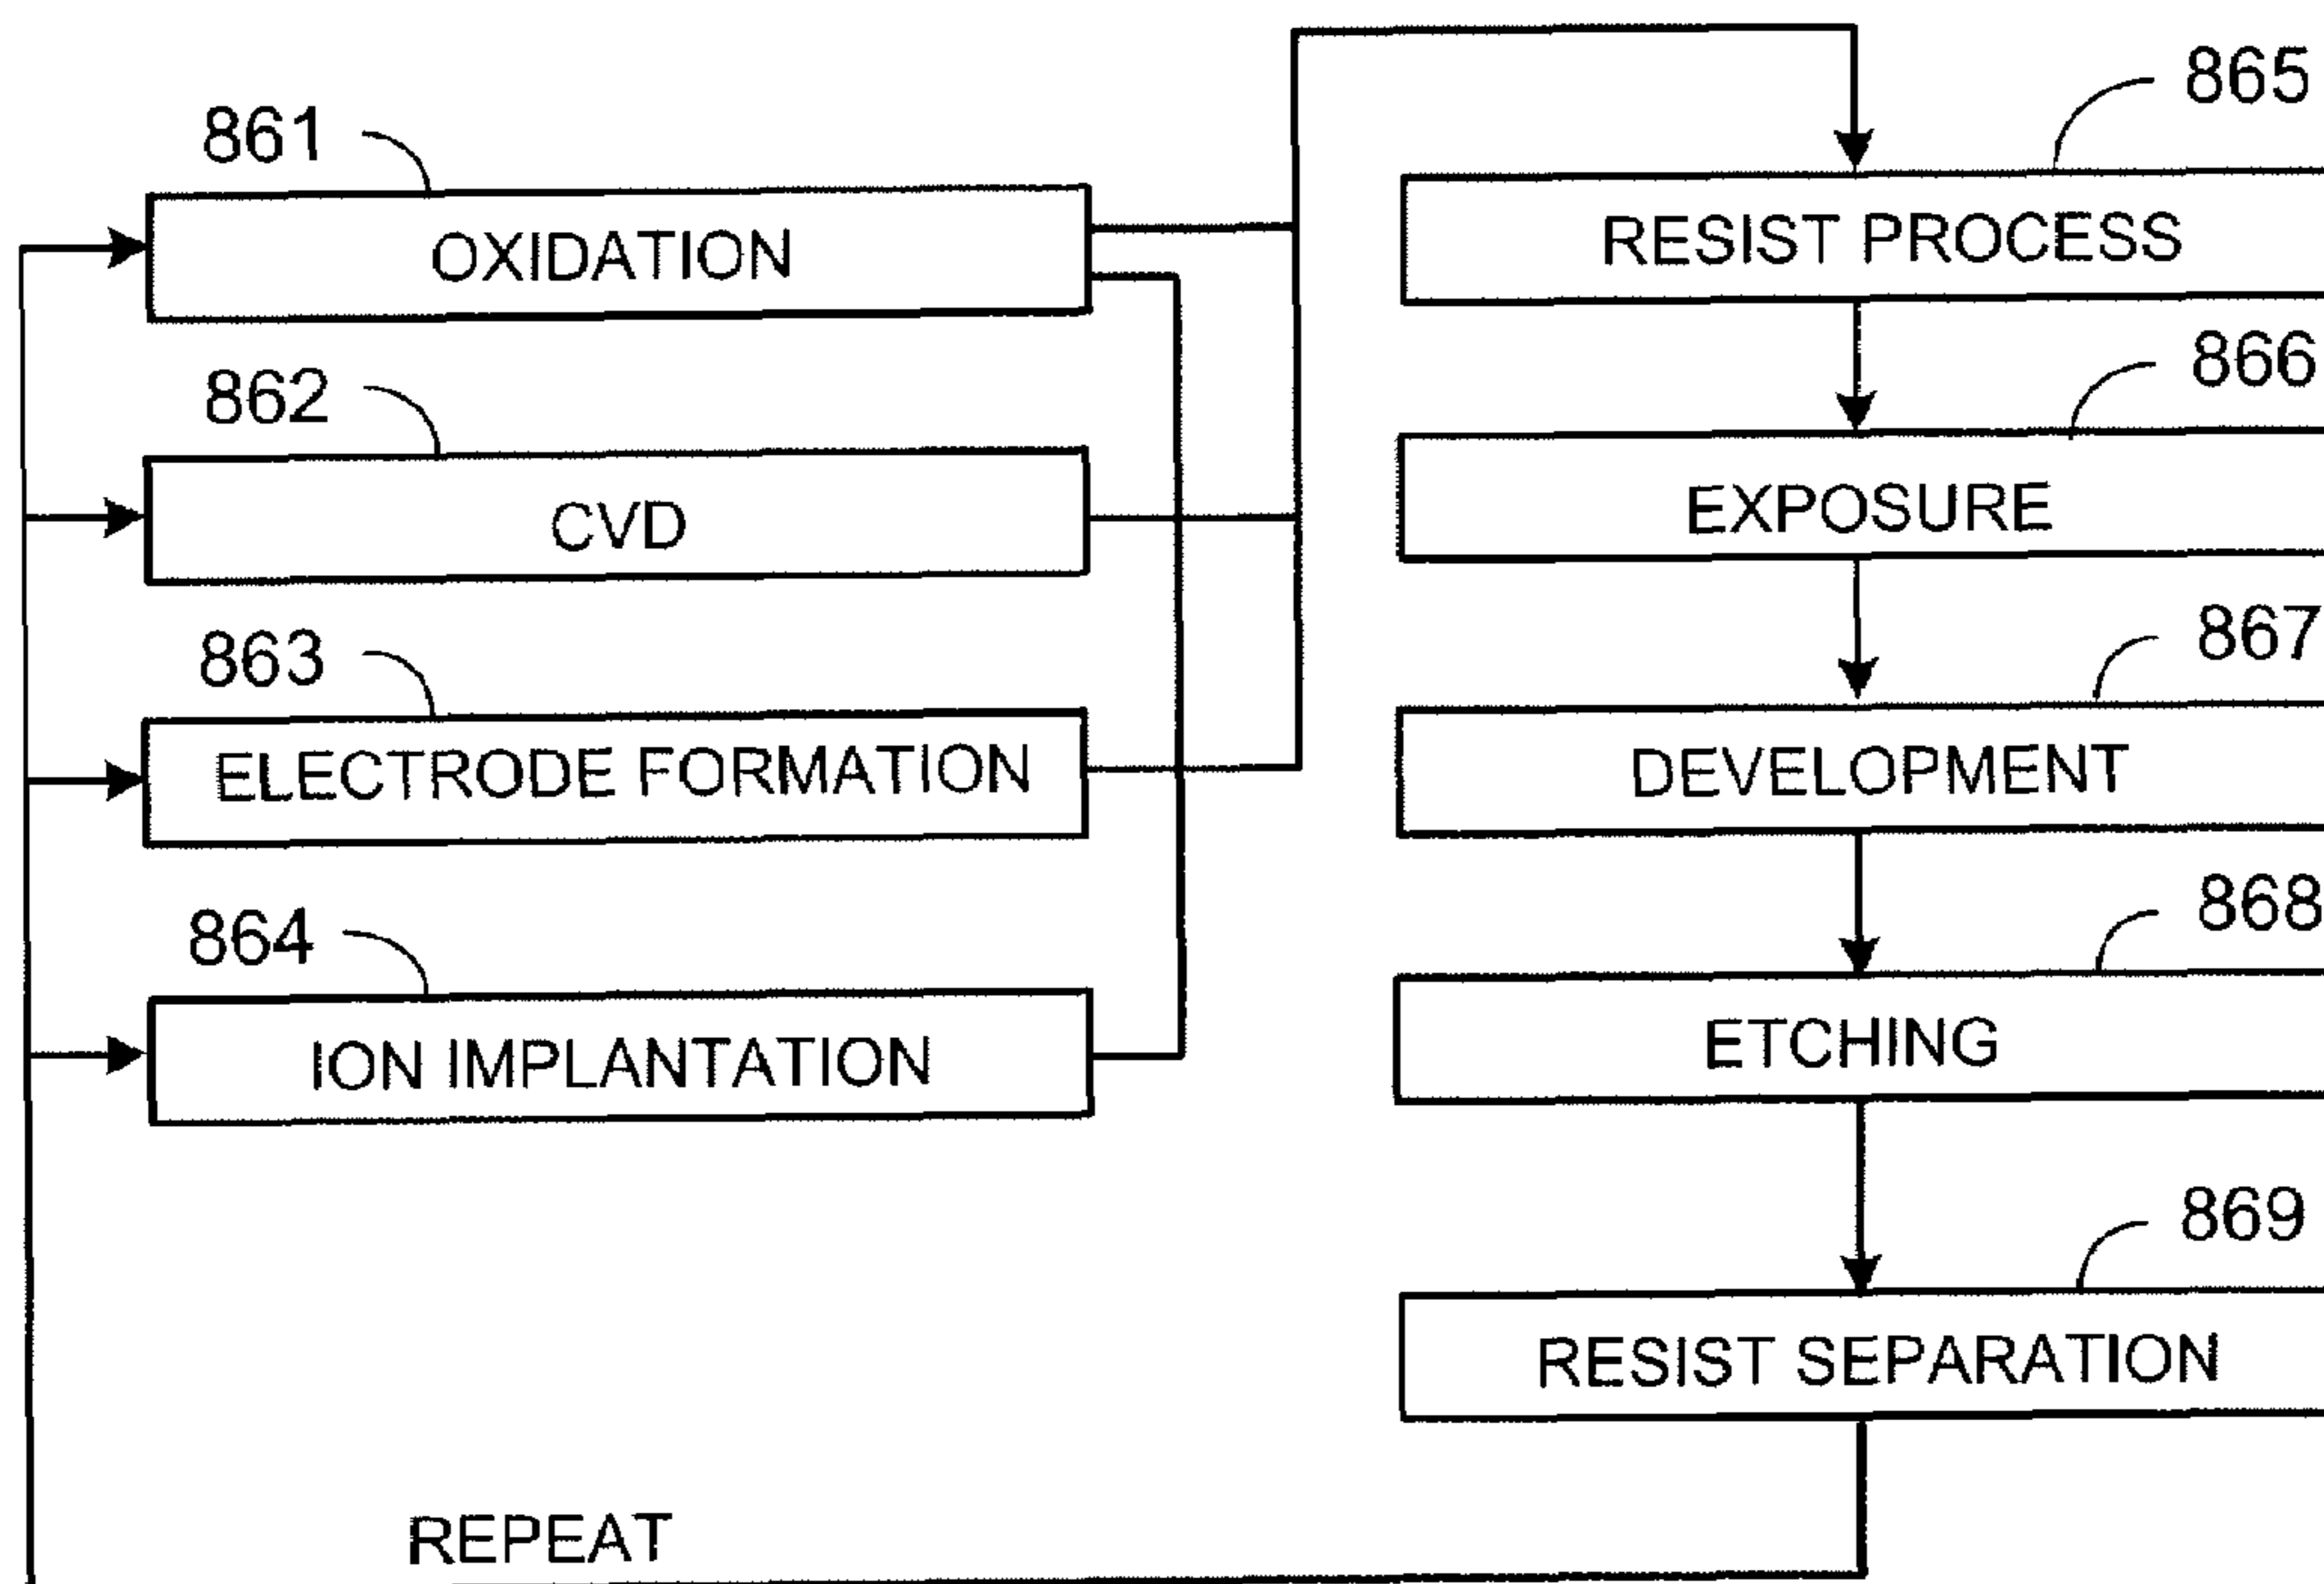 861
OXIDATION
862
CVD
863
ELECTRODE FORMATION
864
ION IMPLANTATION
865
RESIST PROCESS
866
EXPOSURE
867
DEVELOPMENT
868
ETCHING
869
RESIST SEPARATION
REPEAT